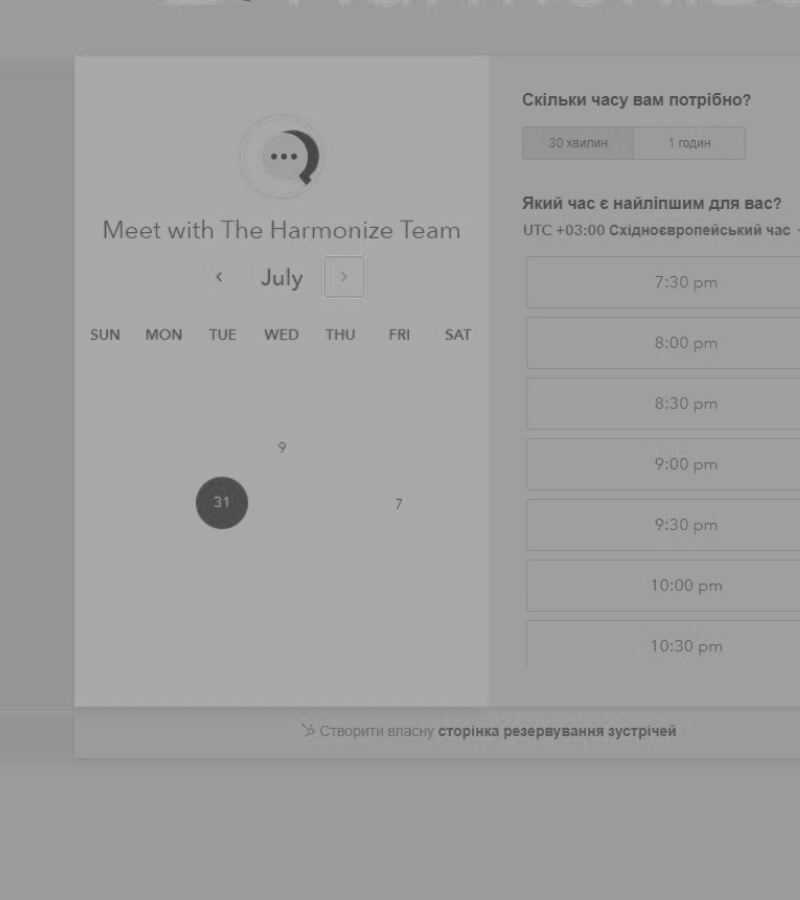 Meet with The Harmonize Team
July
SUN MON TUE WED THU FRI SAT
9
31 7
Скільки часу вам потрібно?
30 хвилин 1 годин
Який час є найліпшим для вас?
UTC +03:00 Східноєвропейський час
7:30 pm
8:00 pm
8:30 pm
9:00 pm
9:30 pm
10:00 pm
10:30 pm
Створити власну сторінка резервування зустрічей